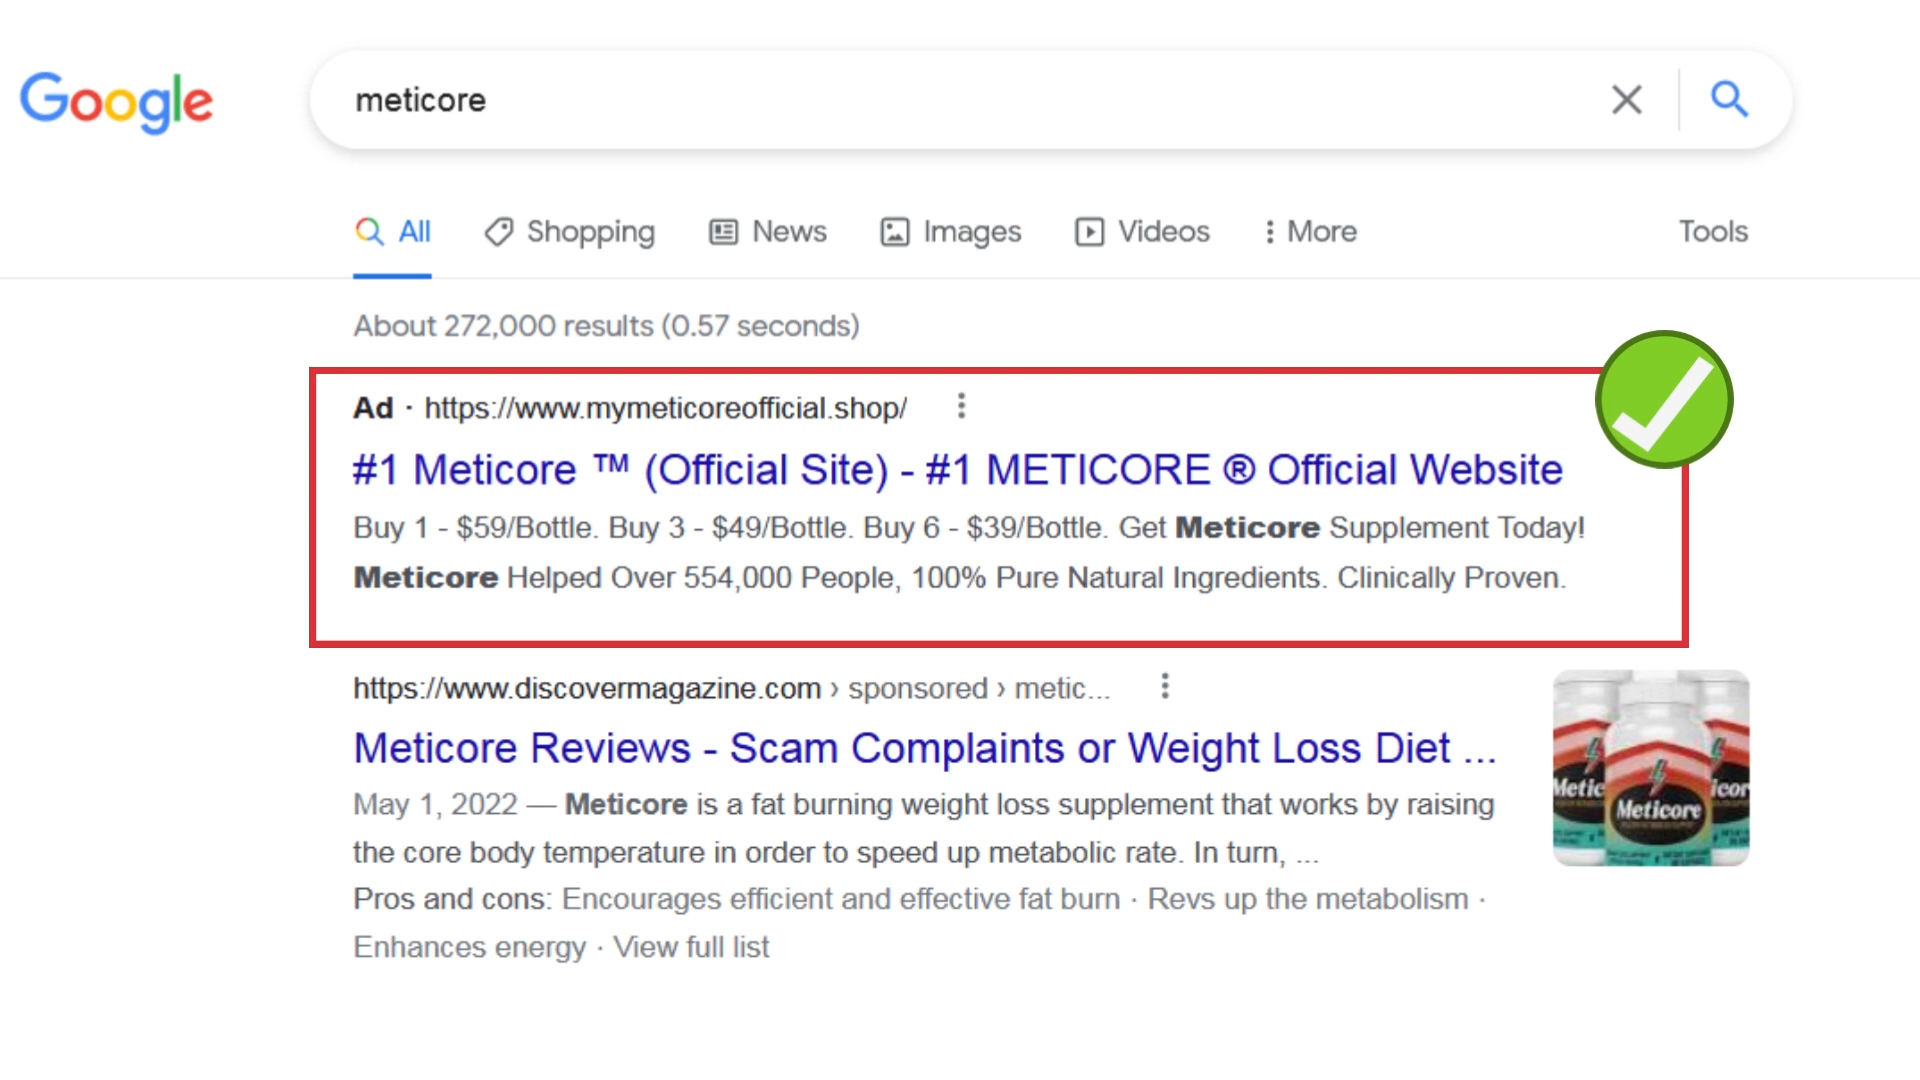 Google
meticore
All Shopping News Images Videos More Tools
About 272,000 results (0.57 seconds)
Ad · https://www.mymeticoreofficial.shop/
#1 Meticore ™ (Official Site) - #1 METICORE ® Official Website
Buy 1 - $59/Bottle. Buy 3 - $49/Bottle. Buy 6 - $39/Bottle. Get Meticore Supplement Today!
Meticore Helped Over 554,000 People, 100% Pure Natural Ingredients. Clinically Proven.
https://www.discovermagazine.com › sponsored › metic...
Meticore Reviews - Scam Complaints or Weight Loss Diet ...
May 1, 2022 — Meticore is a fat burning weight loss supplement that works by raising
the core body temperature in order to speed up metabolic rate. In turn, ...
Pros and cons: Encourages efficient and effective fat burn · Revs up the metabolism ·
Enhances energy · View full list
Metic Meticore icor